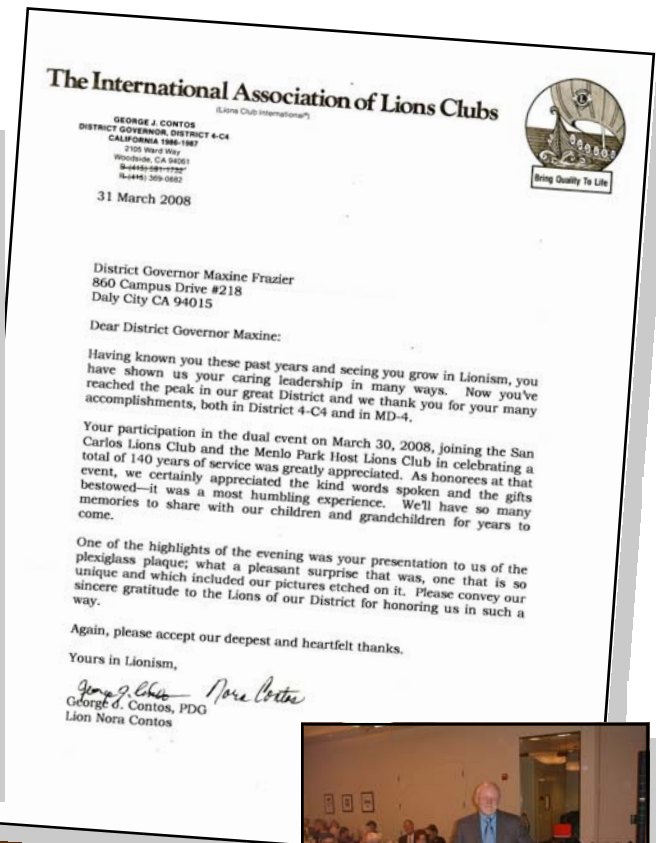 The International Association of Lions Clubs
(Lions Club International®)
GEORGE J. CONTOS
DISTRICT GOVERNOR, DISTRICT 4-C4
CALIFORNIA 1986-1987
2105 Ward Way
Woodside, CA 94061
B-(415) 591-1732
R-(415) 369-0882
L
Bring Quality To Life
31 March 2008
District Governor Maxine Frazier
860 Campus Drive #218
Daly City CA 94015
Dear District Governor Maxine:
Having known you these past years and seeing you grow in Lionism, you
have shown us your caring leadership in many ways. Now you've
reached the peak in our great District and we thank you for your many
accomplishments, both in District 4-C4 and in MD-4.
Your participation in the dual event on March 30, 2008, joining the San
Carlos Lions Club and the Menlo Park Host Lions Club in celebrating a
total of 140 years of service was greatly appreciated. As honorees at that
event, we certainly appreciated the kind words spoken and the gifts
bestowed—it was a most humbling experience. We'll have so many
memories to share with our children and grandchildren for years to
come.
One of the highlights of the evening was your presentation to us of the
plexiglass plaque; what a pleasant surprise that was, one that is so
unique and which included our pictures etched on it. Please convey our
sincere gratitude to the Lions of our District for honoring us in such a
way.
Again, please accept our deepest and heartfelt thanks.
Yours in Lionism,
George J. Contos Nora Contos
George J. Contos, PDG
Lion Nora Contos